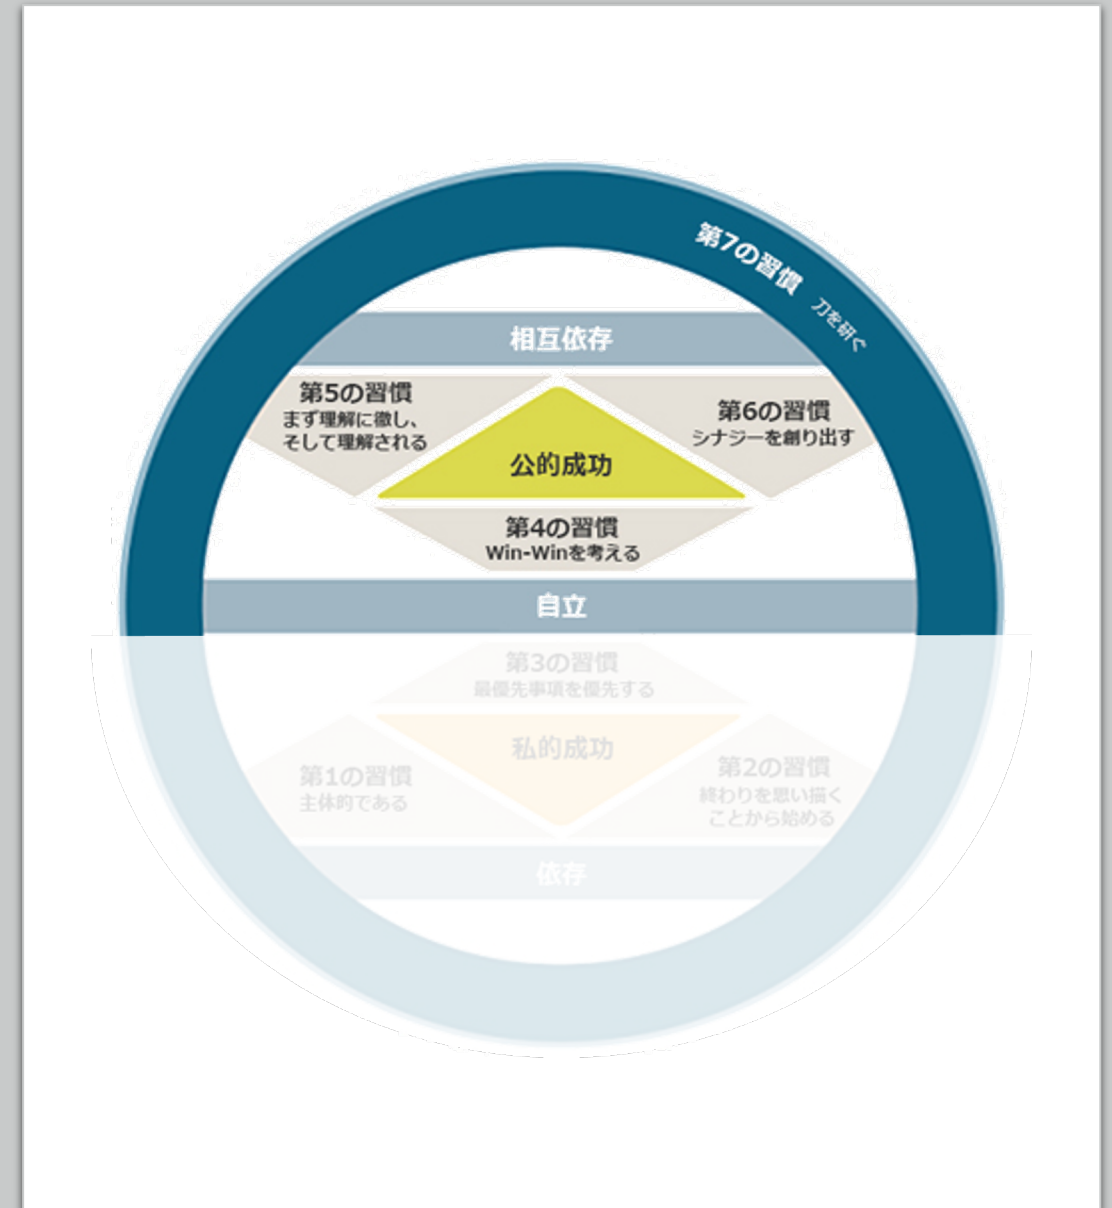 第7の習慣 刀を研ぐ
相互依存
第5の習慣
まず理解に徹し、
そして理解される
第6の習慣
シナジーを創り出す
公的成功
第4の習慣
Win-Winを考える
自立
第3の習慣
最優先事項を優先する
私的成功
第1の習慣
主体的である
第2の習慣
終わりを思い描く
ことから始める
依存